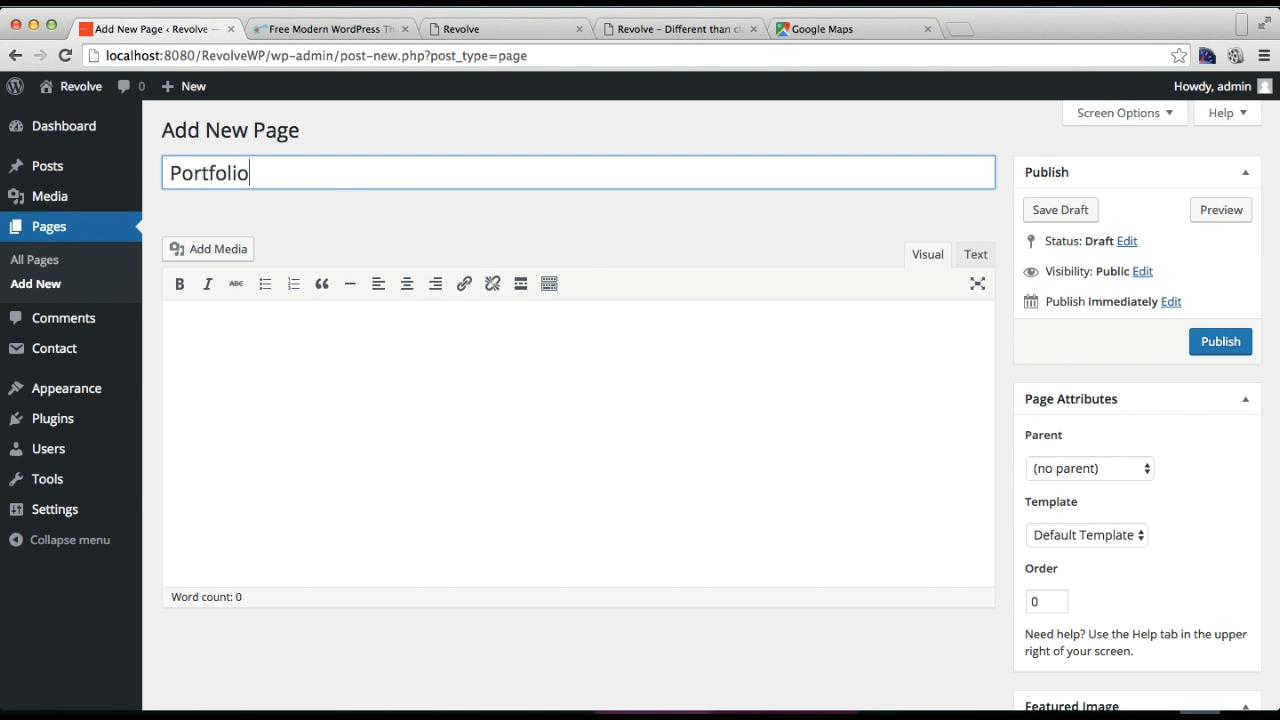 Add New Page ‹ Revolve —
Free Modern WordPress Th
Revolve
Revolve – Different than cl
Google Maps
localhost:8080/RevolveWP/wp-admin/post-new.php?post_type=page
Revolve
0
New
Howdy, admin
Screen Options
Help
Dashboard
Posts
Media
Pages
All Pages
Add New
Comments
Contact
Appearance
Plugins
Users
Tools
Settings
Collapse menu
Add New Page
Portfolio
Add Media
Visual
Text
B
I
ABC
Word count: 0
Publish
Save Draft
Preview
Status: Draft Edit
Visibility: Public Edit
Publish immediately Edit
Publish
Page Attributes
Parent
(no parent)
Template
Default Template
Order
0
Need help? Use the Help tab in the upper
right of your screen.
Featured Image